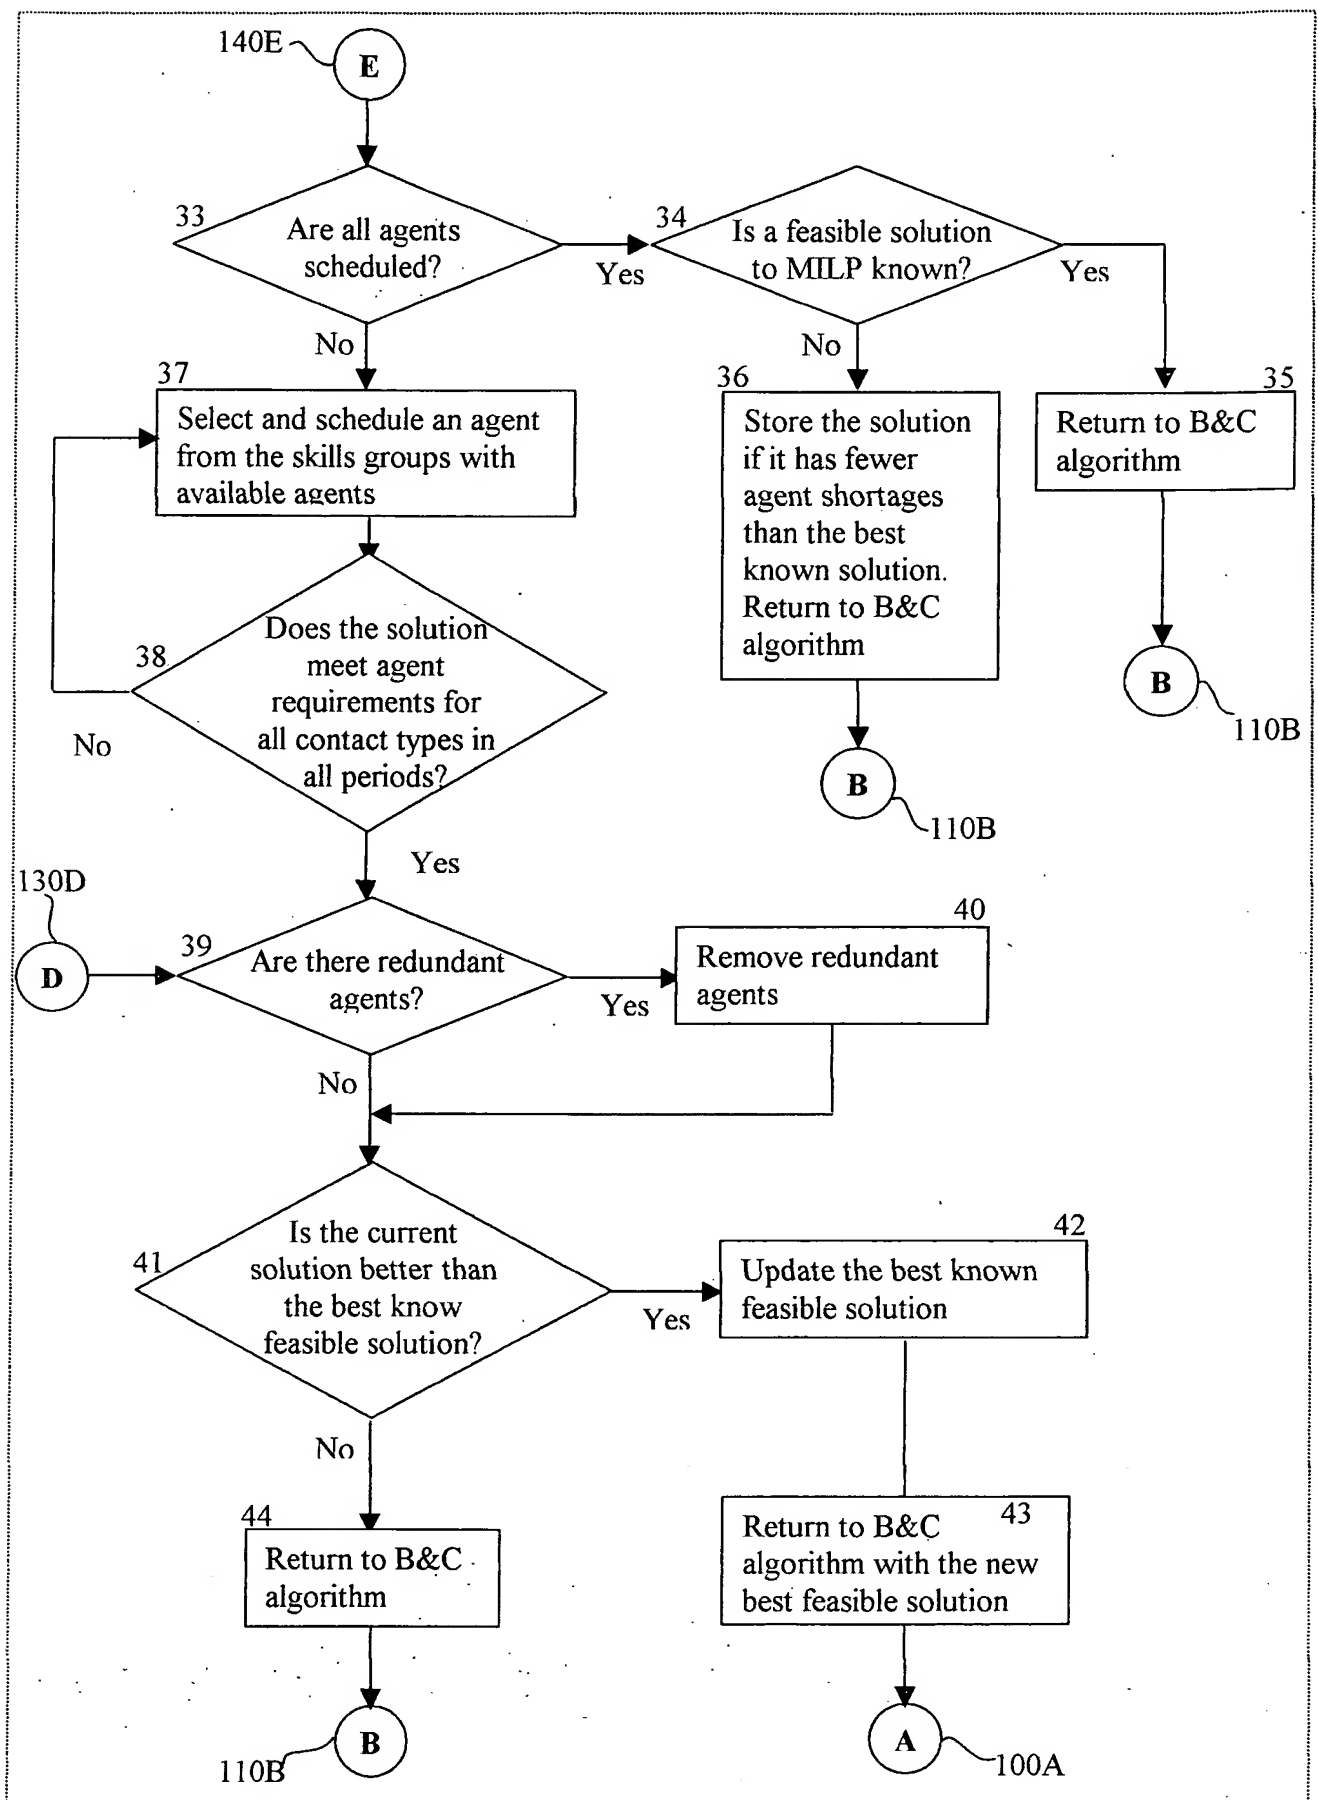 140E
E
33
Are all agents
scheduled?
Yes
No
34
Is a feasible solution
to MILP known?
Yes
No
37
Select and schedule an agent
from the skills groups with
available agents
36
Store the solution
if it has fewer
agent shortages
than the best
known solution.
Return to B&C
algorithm
35
Return to B&C
algorithm
B
110B
B
110B
38
Does the solution
meet agent
requirements for
all contact types in
all periods?
No
Yes
130D
D
39
Are there redundant
agents?
Yes
No
40
Remove redundant
agents
41
Is the current
solution better than
the best know
feasible solution?
Yes
No
42
Update the best known
feasible solution
44
Return to B&C
algorithm
43
Return to B&C
algorithm with the new
best feasible solution
B
110B
A
100A